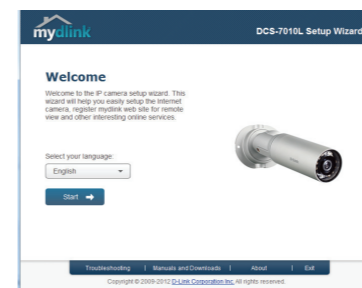 mydlink
DCS-7010L Setup Wizard
Welcome
Welcome to the IP camera setup wizard. This
wizard will help you easily setup the Internet
camera, register mydlink web site for remote
view and other interesting online services.
Select your language:
English
Start
Troubleshooting | Manuals and Downloads | About | Exit
Copyright © 2009-2012 D-Link Corporation Inc. All rights reserved.